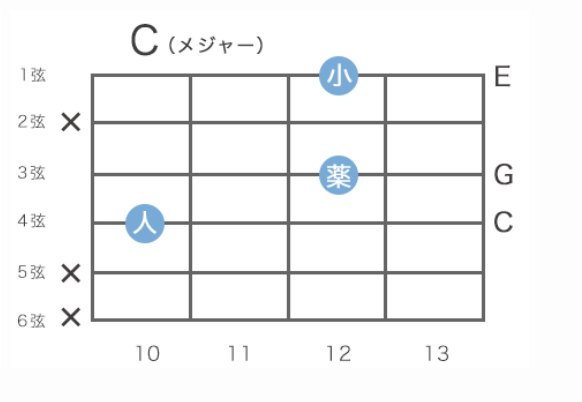 C (メジャー)
1弦 小 E
2弦 ×
3弦 薬 G
4弦 人 C
5弦 ×
6弦 ×
10 11 12 13